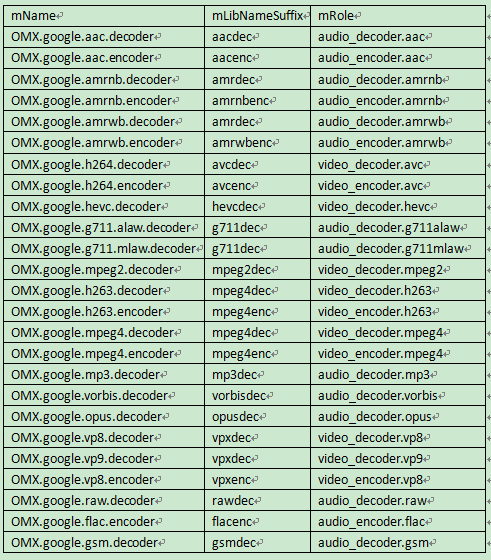 mName mLibNameSuffix mRole
OMX.google.aac.decoder aacdec audio_decoder.aac
OMX.google.aac.encoder aacenc audio_encoder.aac
OMX.google.amrnb.decoder amrdec audio_decoder.amrnb
OMX.google.amrnb.encoder amrnbenc audio_encoder.amrnb
OMX.google.amrwb.decoder amrdec audio_decoder.amrwb
OMX.google.amrwb.encoder amrwbenc audio_encoder.amrwb
OMX.google.h264.decoder avcdec video_decoder.avc
OMX.google.h264.encoder avcenc video_encoder.avc
OMX.google.hevc.decoder hevcdec video_decoder.hevc
OMX.google.g711.alaw.decoder g711dec audio_decoder.g711alaw
OMX.google.g711.mlaw.decoder g711dec audio_decoder.g711mlaw
OMX.google.mpeg2.decoder mpeg2dec video_decoder.mpeg2
OMX.google.h263.decoder mpeg4dec video_decoder.h263
OMX.google.h263.encoder mpeg4enc video_encoder.h263
OMX.google.mpeg4.decoder mpeg4dec video_decoder.mpeg4
OMX.google.mpeg4.encoder mpeg4enc video_encoder.mpeg4
OMX.google.mp3.decoder mp3dec audio_decoder.mp3
OMX.google.vorbis.decoder vorbisdec audio_decoder.vorbis
OMX.google.opus.decoder opusdec audio_decoder.opus
OMX.google.vp8.decoder vpxdec video_decoder.vp8
OMX.google.vp9.decoder vpxdec video_decoder.vp9
OMX.google.vp8.encoder vpxenc video_encoder.vp8
OMX.google.raw.decoder rawdec audio_decoder.raw
OMX.google.flac.encoder flacenc audio_encoder.flac
OMX.google.gsm.decoder gsmdec audio_decoder.gsm